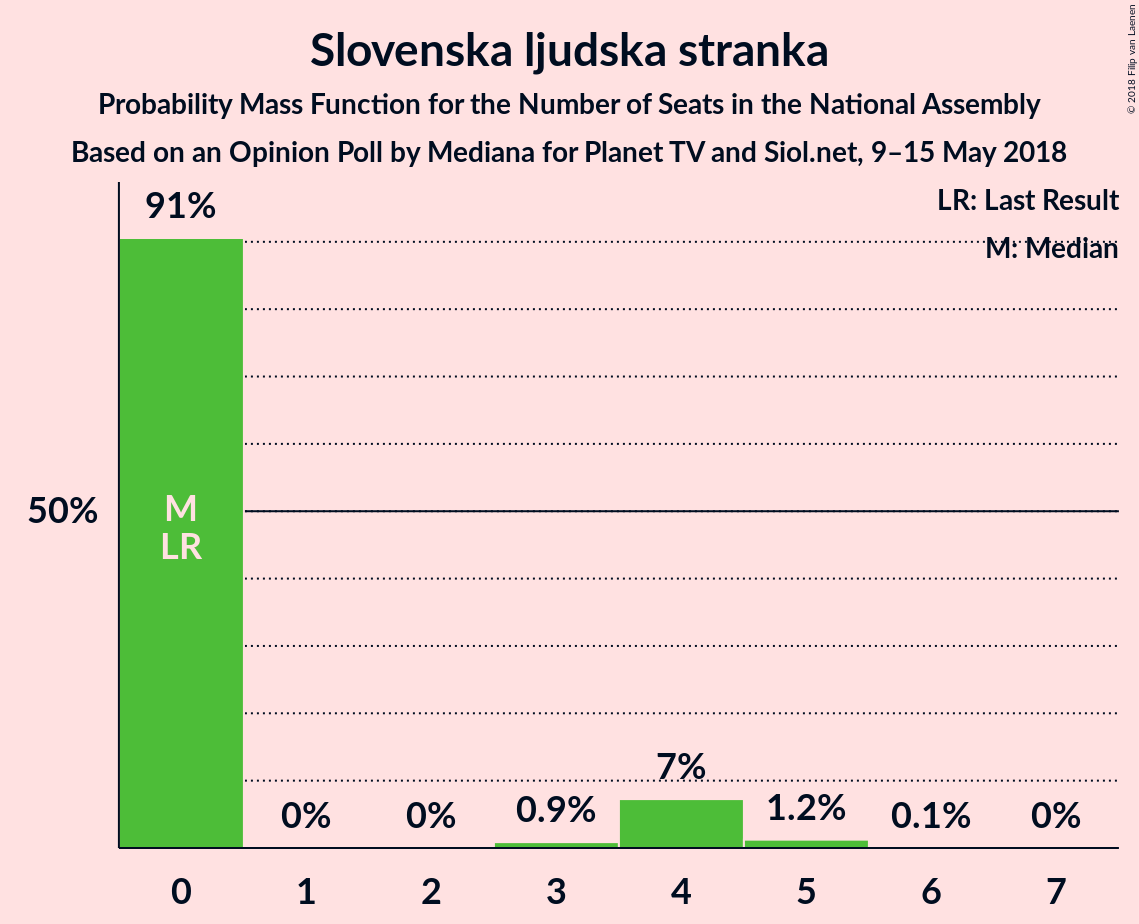 Slovenska ljudska stranka
Probability Mass Function for the Number of Seats in the National Assembly
Based on an Opinion Poll by Mediana for Planet TV and Siol.net, 9–15 May 2018
© 2018 Filip van Laenen
LR: Last Result
M: Median
91%
50%
M
LR
0%
0%
0.9%
7%
1.2%
0.1%
0%
0 1 2 3 4 5 6 7